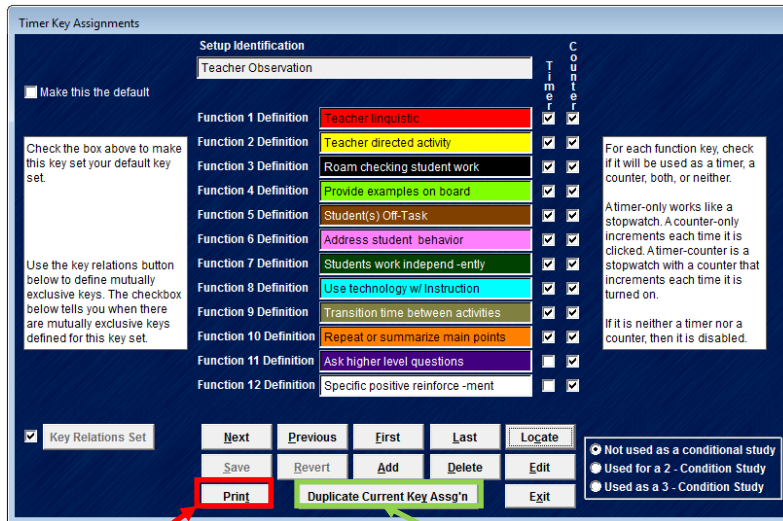 Timer Key Assignments
Setup Identification
Teacher Observation
Timer
Counter
Make this the default
Function 1 Definition Teacher linguistic
Function 2 Definition Teacher directed activity
Function 3 Definition Roam checking student work
Function 4 Definition Provide examples on board
Function 5 Definition Student(s) Off-Task
Function 6 Definition Address student behavior
Function 7 Definition Students work independ -ently
Function 8 Definition Use technology w/ Instruction
Function 9 Definition Transition time between activities
Function 10 Definition Repeat or summarize main points
Function 11 Definition Ask higher level questions
Function 12 Definition Specific positive reinforce -ment
Check the box above to make
this key set your default key
set.
Use the key relations button
below to define mutually
exclusive keys. The checkbox
below tells you when there
are mutually exclusive keys
defined for this key set.
For each function key, check
if it will be used as a timer, a
counter, both, or neither.
A timer-only works like a
stopwatch. A counter-only
increments each time it is
clicked. A timer-counter is a
stopwatch with a counter that
increments each time it is
turned on.
If it is neither a timer nor a
counter, then it is disabled.
Key Relations Set
Next Previous First Last Locate
Save Revert Add Delete Edit
Print Duplicate Current Key Assg'n Exit
Not used as a conditional study
Used for a 2 - Condition Study
Used as a 3 - Condition Study